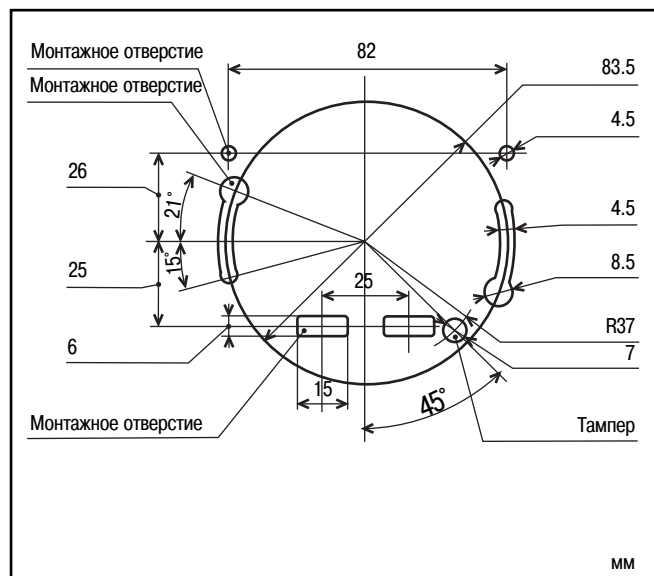 Монтажное отверстие
82
83.5
Монтажное отверстие
4.5
26
21°
4.5
15°
25
25
8.5
R37
6
7
15
45°
Монтажное отверстие
Тампер
мм